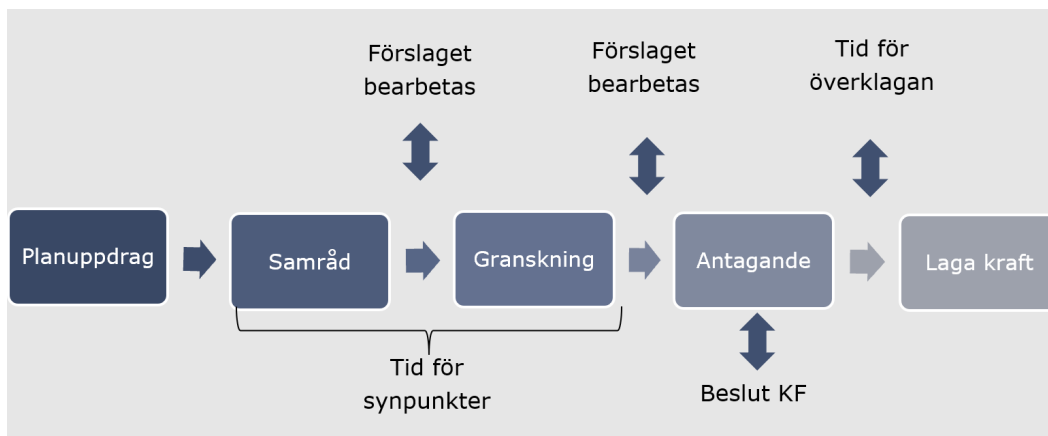 Förslaget
bearbetas
Förslaget
bearbetas
Tid för
överklagan
Planuppdrag
Samråd
Granskning
Antagande
Laga kraft
Tid för
synpunkter
Beslut KF